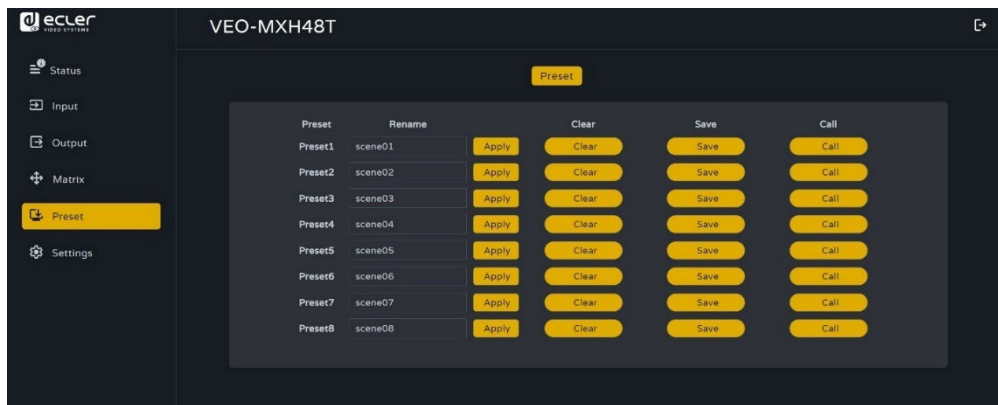 ecler
VIDEO SYSTEMS
VEO-MXH48T
Status
Input
Output
Matrix
Preset
Settings
Preset
Preset Rename Clear Save Call
Preset1 scene01 Apply Clear Save Call
Preset2 scene02 Apply Clear Save Call
Preset3 scene03 Apply Clear Save Call
Preset4 scene04 Apply Clear Save Call
Preset5 scene05 Apply Clear Save Call
Preset6 scene06 Apply Clear Save Call
Preset7 scene07 Apply Clear Save Call
Preset8 scene08 Apply Clear Save Call